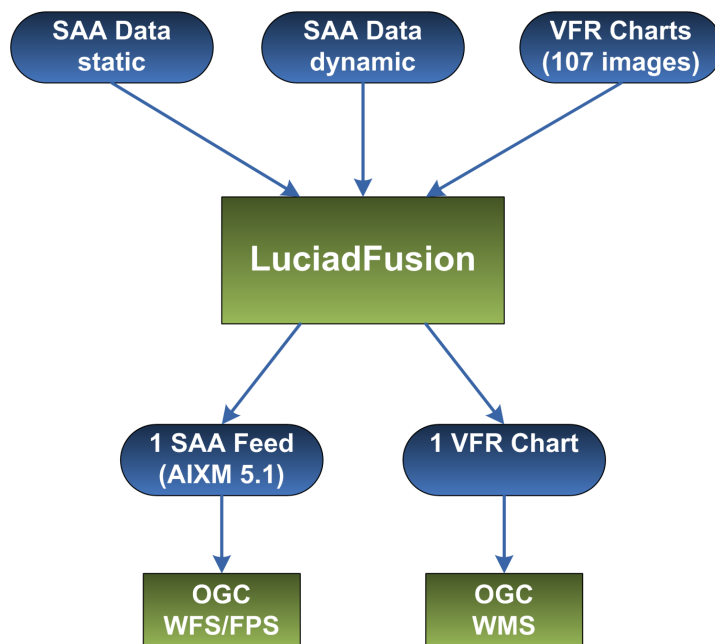 SAA Data
static
SAA Data
dynamic
VFR Charts
(107 images)
LuciadFusion
1 SAA Feed
(AIXM 5.1)
1 VFR Chart
OGC
WFS/FPS
OGC
WMS